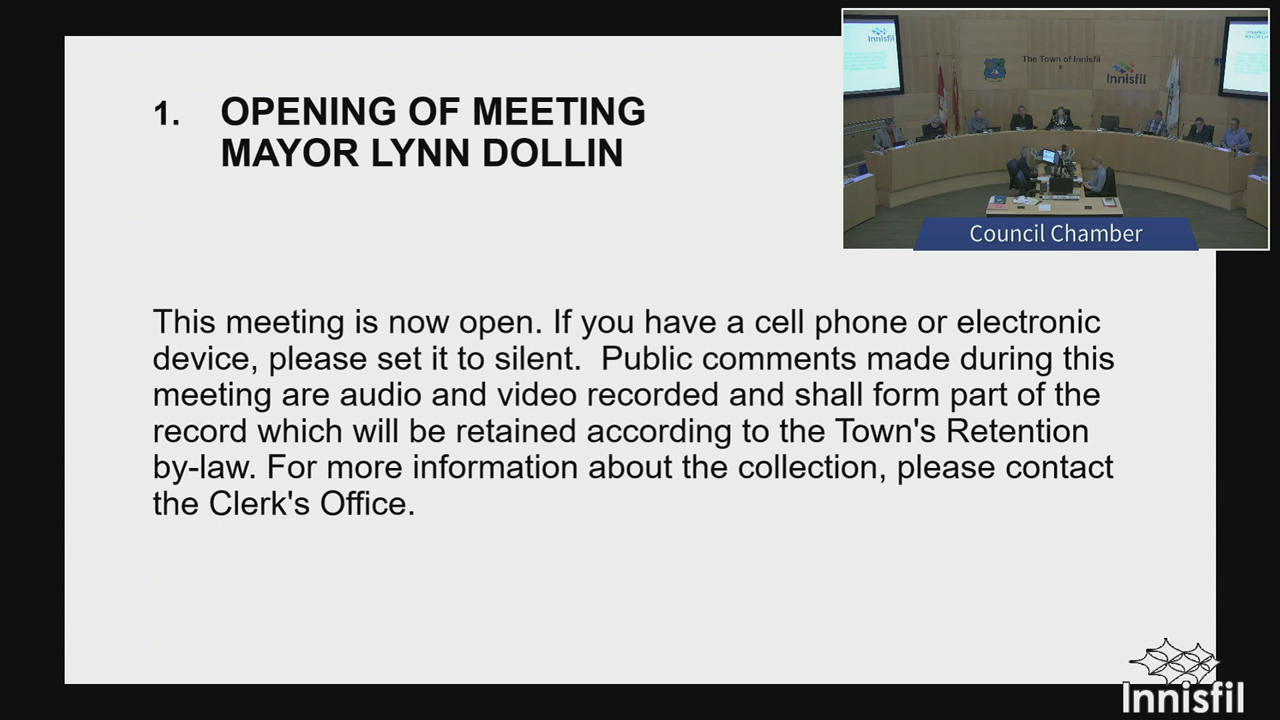 1. OPENING OF MEETING
MAYOR LYNN DOLLIN
This meeting is now open. If you have a cell phone or electronic
device, please set it to silent.  Public comments made during this
meeting are audio and video recorded and shall form part of the
record which will be retained according to the Town's Retention
by-law. For more information about the collection, please contact
the Clerk's Office.
Innisfil
The Town of Innisfil
Innisfil
Council Chamber
Innisfil